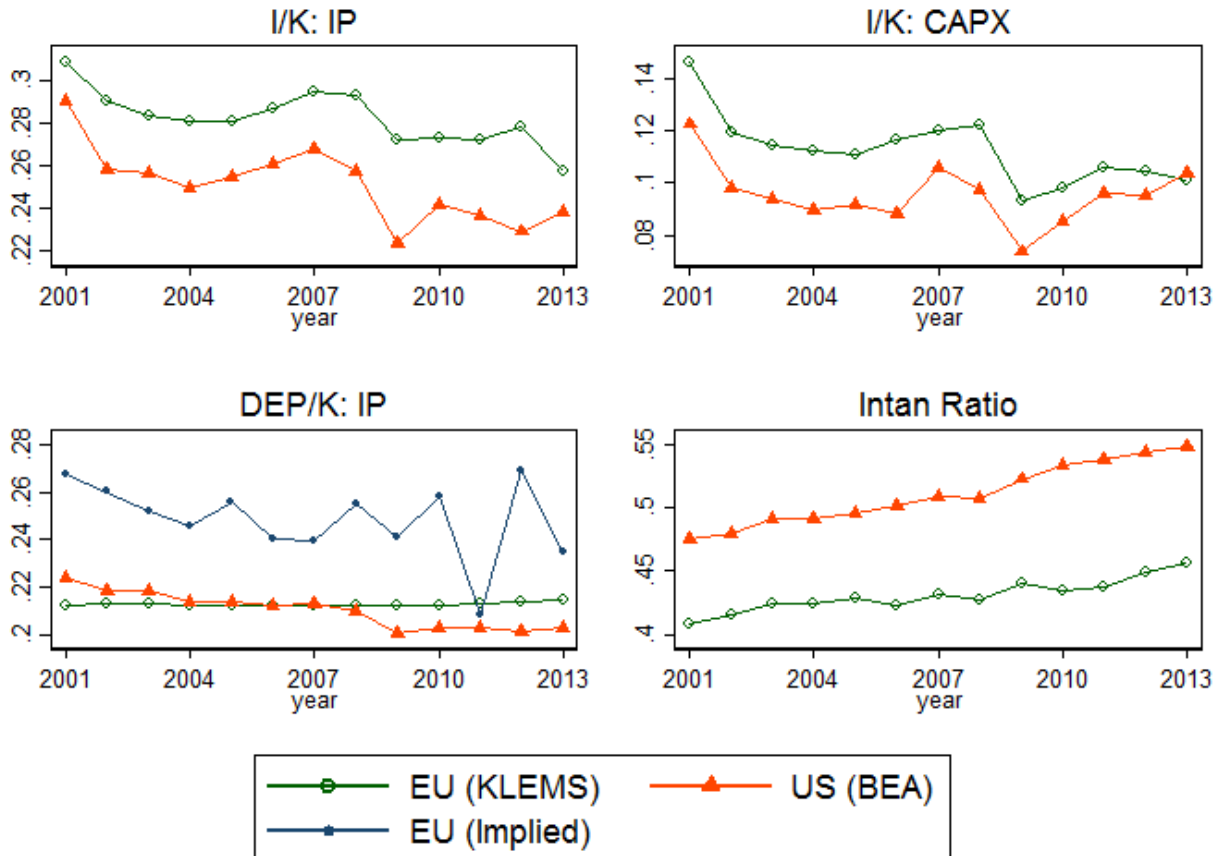 I/K: IP
.3
.28
.26
.24
.22
2001 2004 2007 2010 2013
year
I/K: CAPX
.14
.12
.1
.08
2001 2004 2007 2010 2013
year
DEP/K: IP
.28
.26
.24
.22
.2
2001 2004 2007 2010 2013
year
Intan Ratio
.55
.5
.45
.4
2001 2004 2007 2010 2013
year
EU (KLEMS) US (BEA)
EU (Implied)